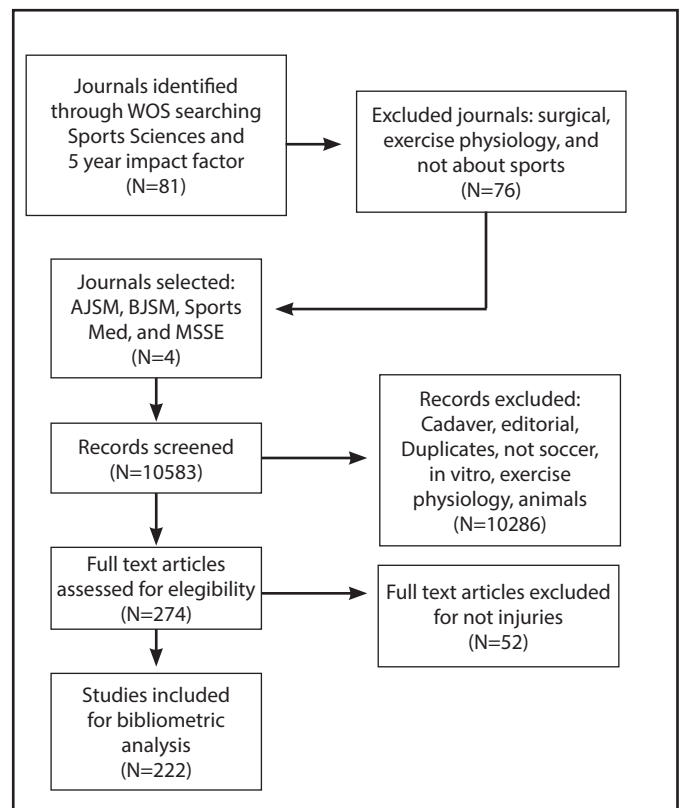 Journals identified
through WOS searching
Sports Sciences and
5 year impact factor
(N=81)
Excluded journals: surgical,
exercise physiology, and
not about sports
(N=76)
Journals selected:
AJSM, BJSM, Sports
Med, and MSSE
(N=4)
Records screened
(N=10583)
Records excluded:
Cadaver, editorial,
Duplicates, not soccer,
in vitro, exercise
physiology, animals
(N=10286)
Full text articles
assessed for elegibility
(N=274)
Full text articles excluded
for not injuries
(N=52)
Studies included
for bibliometric
analysis
(N=222)